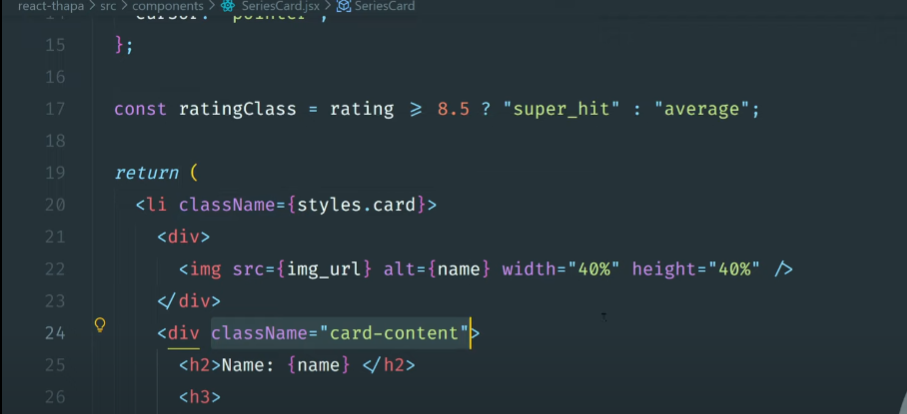 react-thapa > src > components > SeriesCard.jsx > SeriesCard
14 cursor: "pointer",
15 };
16
17 const ratingClass = rating >= 8.5 ? "super_hit" : "average";
18
19 return (
20 <li className={styles.card}>
21 <div>
22 <img src={img_url} alt={name} width="40%" height="40%" />
23 </div>
24 <div className="card-content">
25 <h2>Name: {name} </h2>
26 <h3>